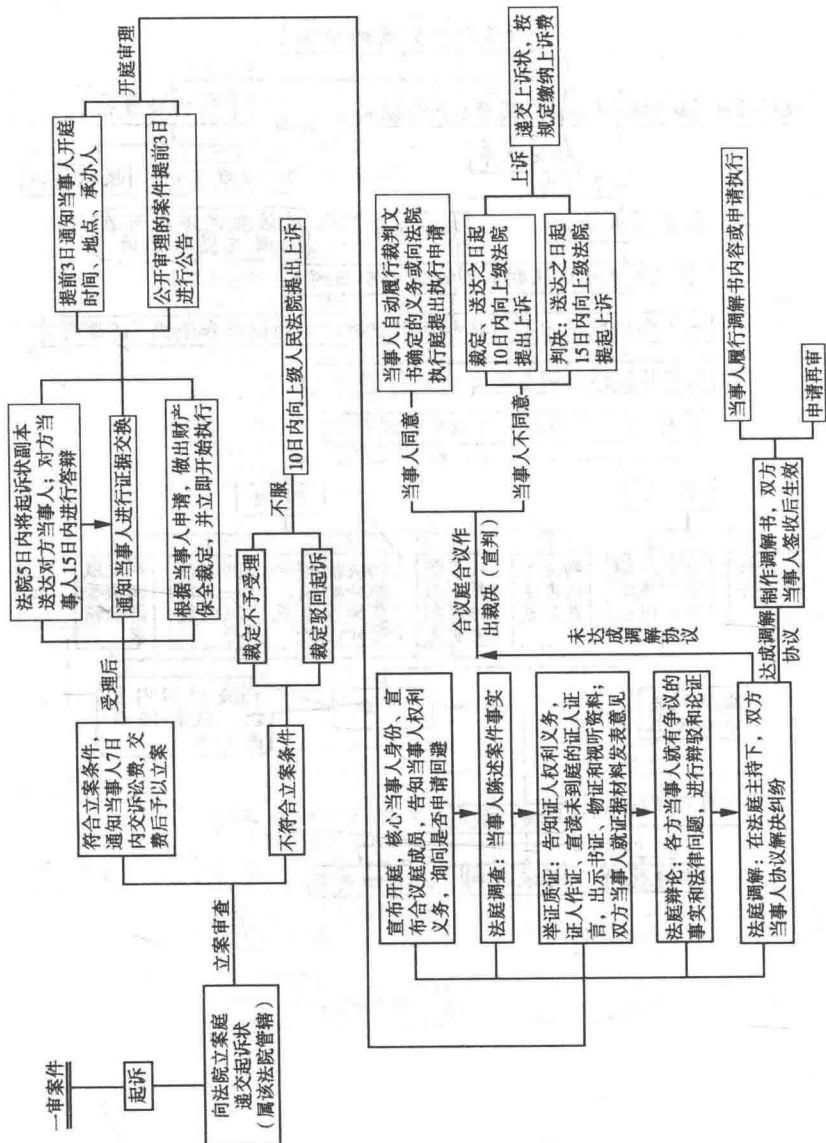 一审案件
起诉
向法院立案庭
递交起诉状
（属该法院管辖）
立案审查
符合立案条件，
通知当事人7日
内交诉讼费，交
费后予以立案
不符合立案条件
受理后
法院5日内将起诉状副本
送达对方当事人；对方当
事人15日内进行答辩
通知当事人进行证据交换
根据当事人申请，做出财产
保全裁定，并立即开始执行
裁定不予受理
裁定驳回起诉
不服
10日内向上级人民法院提出上诉
提前3日通知当事人开庭
时间、地点、承办人
公开审理的案件提前3日
进行公告
开庭审理
宣布开庭，核心当事人身份、宣
布合议庭成员，告知当事人权利
义务，询问是否申请回避
法庭调查：当事人陈述案件事实
举证质证：告知证人权利义务，
证人作证、宣读未到庭的证人证
言，出示书证、物证和视听资料；
双方当事人就证据材料发表意见
法庭辩论：各方当事人就有争议的
事实和法律问题，进行辩驳和论证
法庭调解：在法庭主持下，双方
当事人协议解决纠纷
未达成调解
协议
合议庭合议作
出裁决（宣判）
当事人同意
当事人自动履行裁判文
书确定的义务或向法院
执行庭提出执行申请
当事人不同意
裁定：送达之日起
10日内向上级法院
提出上诉
判决：送达之日起
15日内向上级法院
提起上诉
上诉
递交上诉状，按
规定缴纳上诉费
达成调解
协议
制作调解书，双方
当事人签收后生效
当事人履行调解书内容或申请执行
申请再审